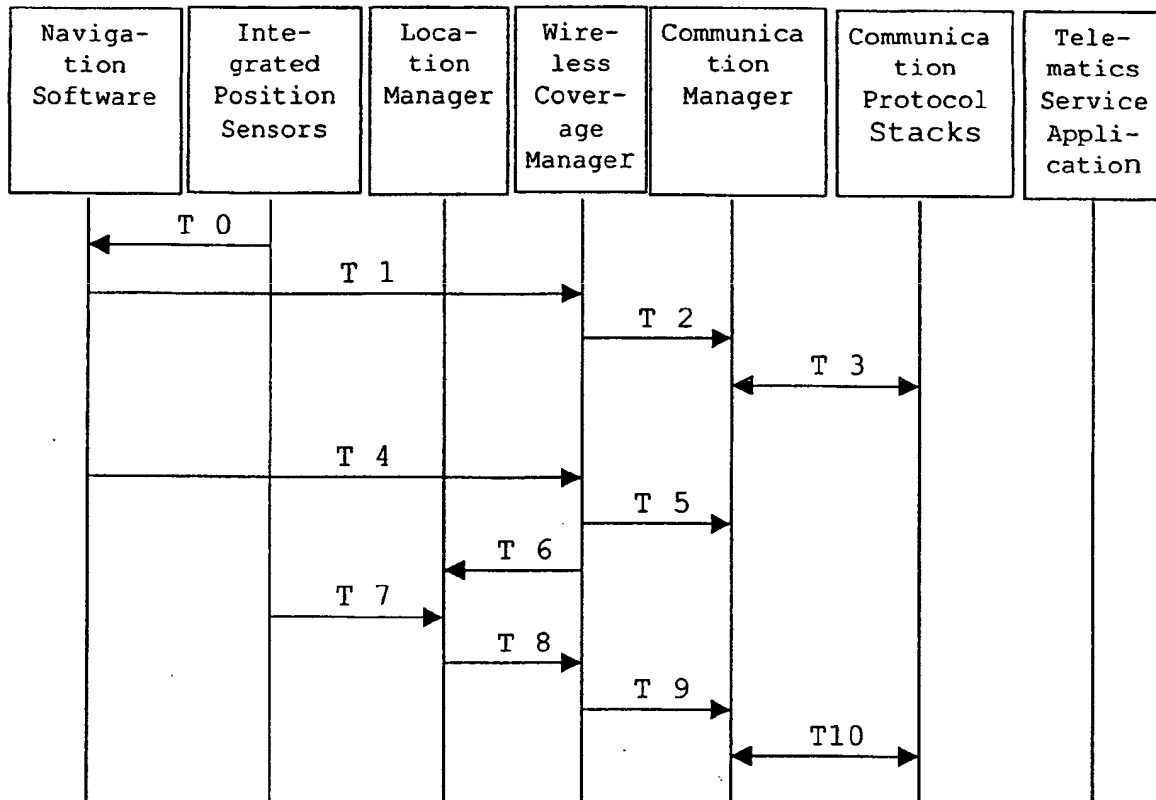 Naviga-
tion
Software
Inte-
grated
Position
Sensors
Loca-
tion
Manager
Wire-
less
Cover-
age
Manager
Communica
tion
Manager
Communica
tion
Protocol
Stacks
Tele-
matics
Service
Appli-
cation
T 0
T 1
T 2
T 3
T 4
T 5
T 6
T 7
T 8
T 9
T10